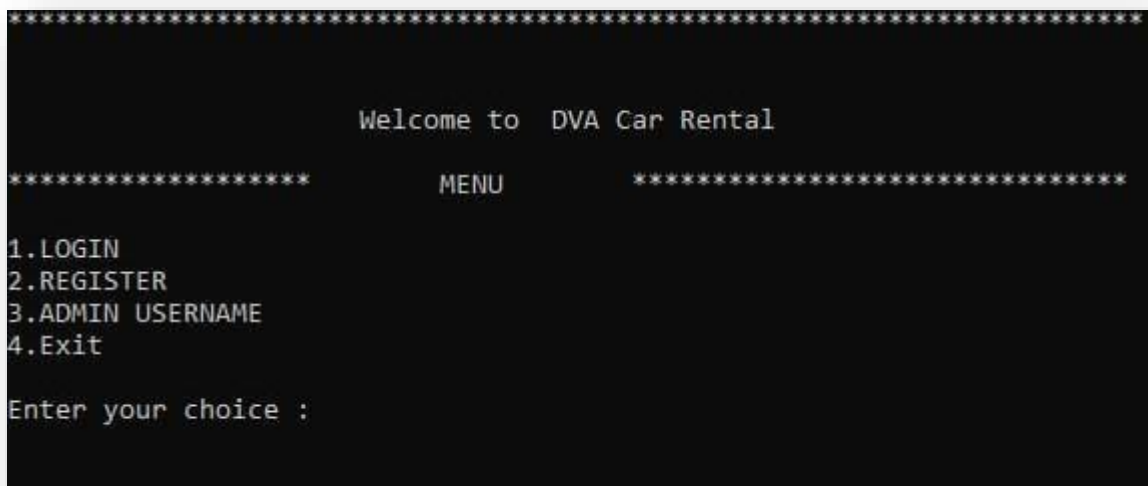 ************************************************************************
Welcome to  DVA Car Rental
*******************        MENU        *******************************
1.LOGIN
2.REGISTER
3.ADMIN USERNAME
4.Exit
Enter your choice :